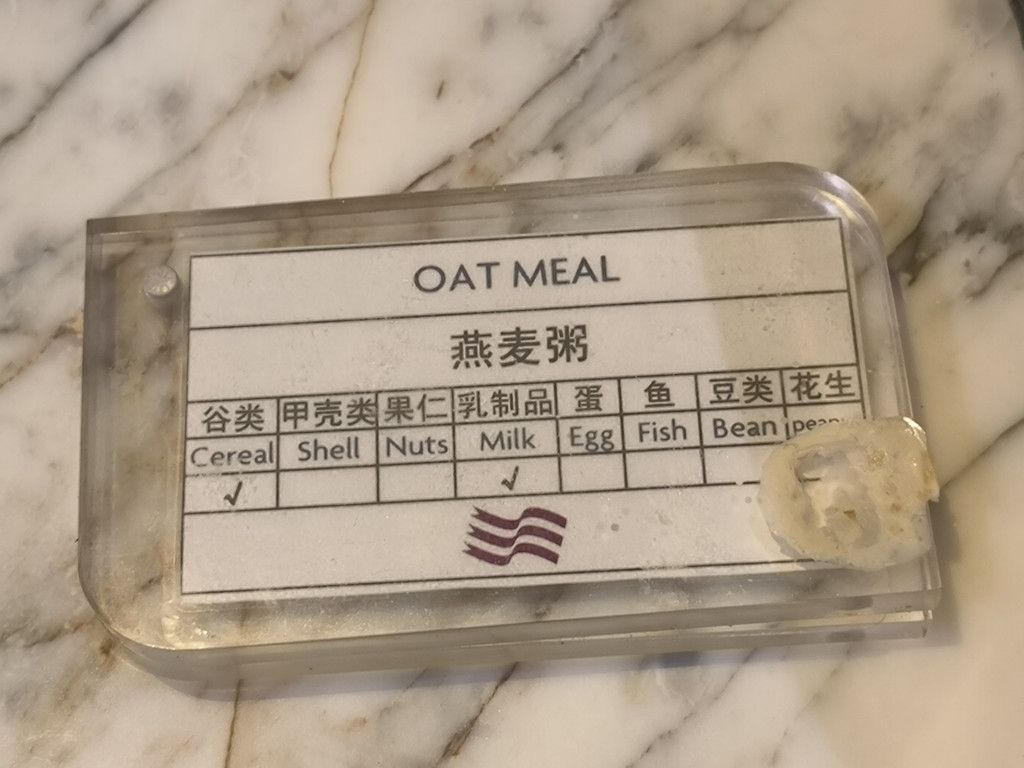 OAT MEAL
燕麦粥
谷类 甲壳类 果仁 乳制品 蛋 鱼 豆类 花生
Cereal Shell Nuts Milk Egg Fish Bean
√ √